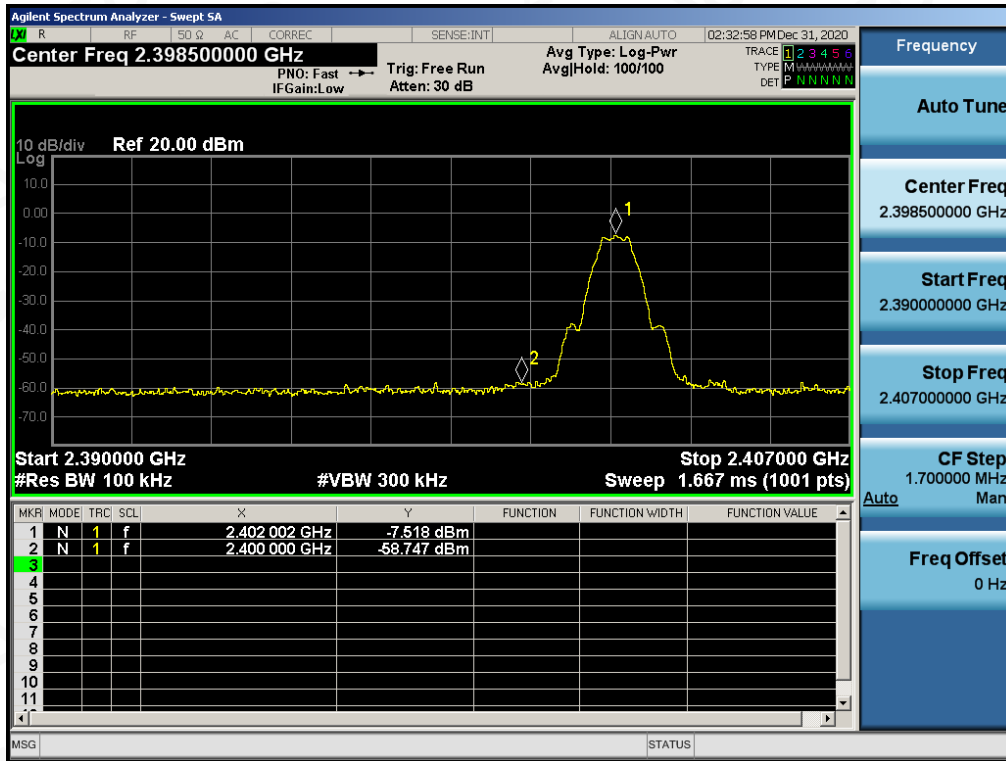 Agilent Spectrum Analyzer - Swept SA
LXI R RF 50 Ω AC CORREC SENSE:INT ALIGN AUTO 02:32:58 PM Dec 31, 2020
Center Freq 2.398500000 GHz
PNO: Fast
IFGain:Low
Trig: Free Run
Atten: 30 dB
Avg Type: Log-Pwr
Avg|Hold: 100/100
TRACE 1 2 3 4 5 6
TYPE M WWWWW
DET P N N N N N
10 dB/div Ref 20.00 dBm
Log
10.0
0.00
-10.0
-20.0
-30.0
-40.0
-50.0
-60.0
-70.0
1
2
Start 2.390000 GHz Stop 2.407000 GHz
#Res BW 100 kHz #VBW 300 kHz Sweep 1.667 ms (1001 pts)
MKR MODE TRC SCL X Y FUNCTION FUNCTION WIDTH FUNCTION VALUE
1 N 1 f 2.402 002 GHz -7.518 dBm
2 N 1 f 2.400 000 GHz -58.747 dBm
3
4
5
6
7
8
9
10
11
MSG STATUS
Frequency
Auto Tune
Center Freq
2.398500000 GHz
Start Freq
2.390000000 GHz
Stop Freq
2.407000000 GHz
CF Step
1.700000 MHz
Auto Man
Freq Offset
0 Hz